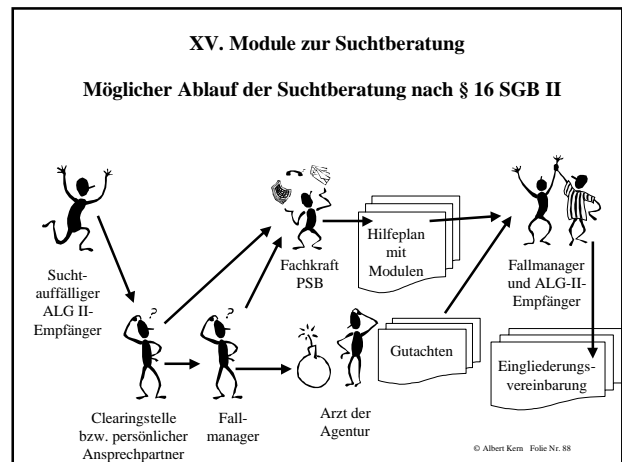 XV. Module zur Suchtberatung
Möglicher Ablauf der Suchtberatung nach § 16 SGB II
Sucht-
auffälliger
ALG II-
Empfänger
?
Clearingstelle
bzw. persönlicher
Ansprechpartner
?
Fall-
manager
Fachkraft
PSB
Arzt der
Agentur
Hilfeplan
mit
Modulen
Gutachten
Fallmanager
und ALG-II-
Empfänger
Eingliederungs-
vereinbarung
© Albert Kern Folie Nr. 88